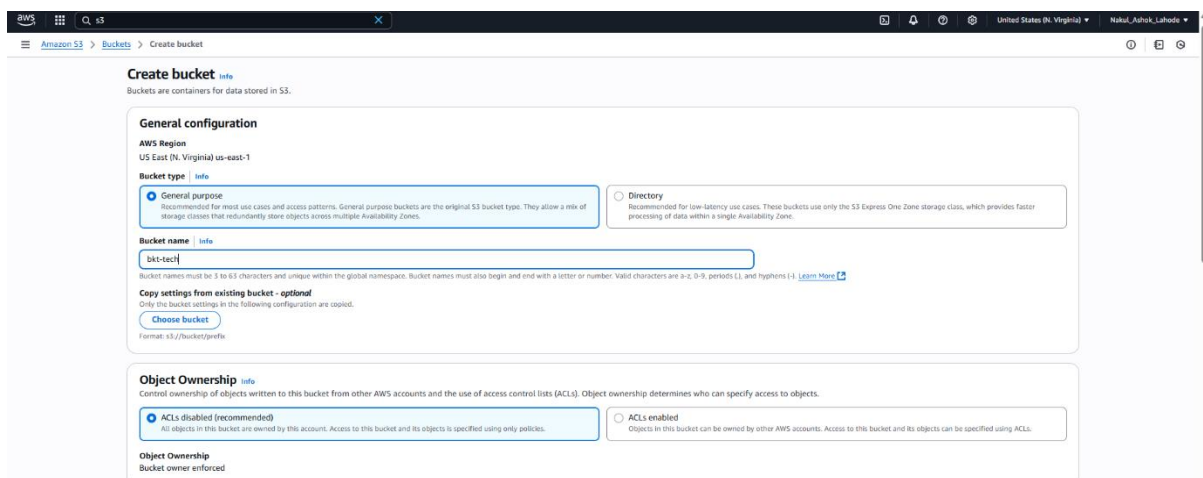 aws
s3
United States (N. Virginia)
Nakul_Ashok_Lahode
Amazon S3 > Buckets > Create bucket
Create bucket Info
Buckets are containers for data stored in S3.
General configuration
AWS Region
US East (N. Virginia) us-east-1
Bucket type Info
General purpose
Recommended for most use cases and access patterns. General purpose buckets are the original S3 bucket type. They allow a mix of
storage classes that redundantly store objects across multiple Availability Zones.
Directory
Recommended for low-latency use cases. These buckets use only the S3 Express One Zone storage class, which provides faster
processing of data within a single Availability Zone.
Bucket name Info
bkt-tech
Bucket names must be 3 to 63 characters and unique within the global namespace. Bucket names must also begin and end with a letter or number. Valid characters are a-z, 0-9, periods (.), and hyphens (-). Learn More
Copy settings from existing bucket - optional
Only the bucket settings in the following configuration are copied.
Choose bucket
Format: s3://bucket/prefix
Object Ownership Info
Control ownership of objects written to this bucket from other AWS accounts and the use of access control lists (ACLs). Object ownership determines who can specify access to objects.
ACLs disabled (recommended)
All objects in this bucket are owned by this account. Access to this bucket and its objects is specified using only policies.
ACLs enabled
Objects in this bucket can be owned by other AWS accounts. Access to this bucket and its objects can be specified using ACLs.
Object Ownership
Bucket owner enforced